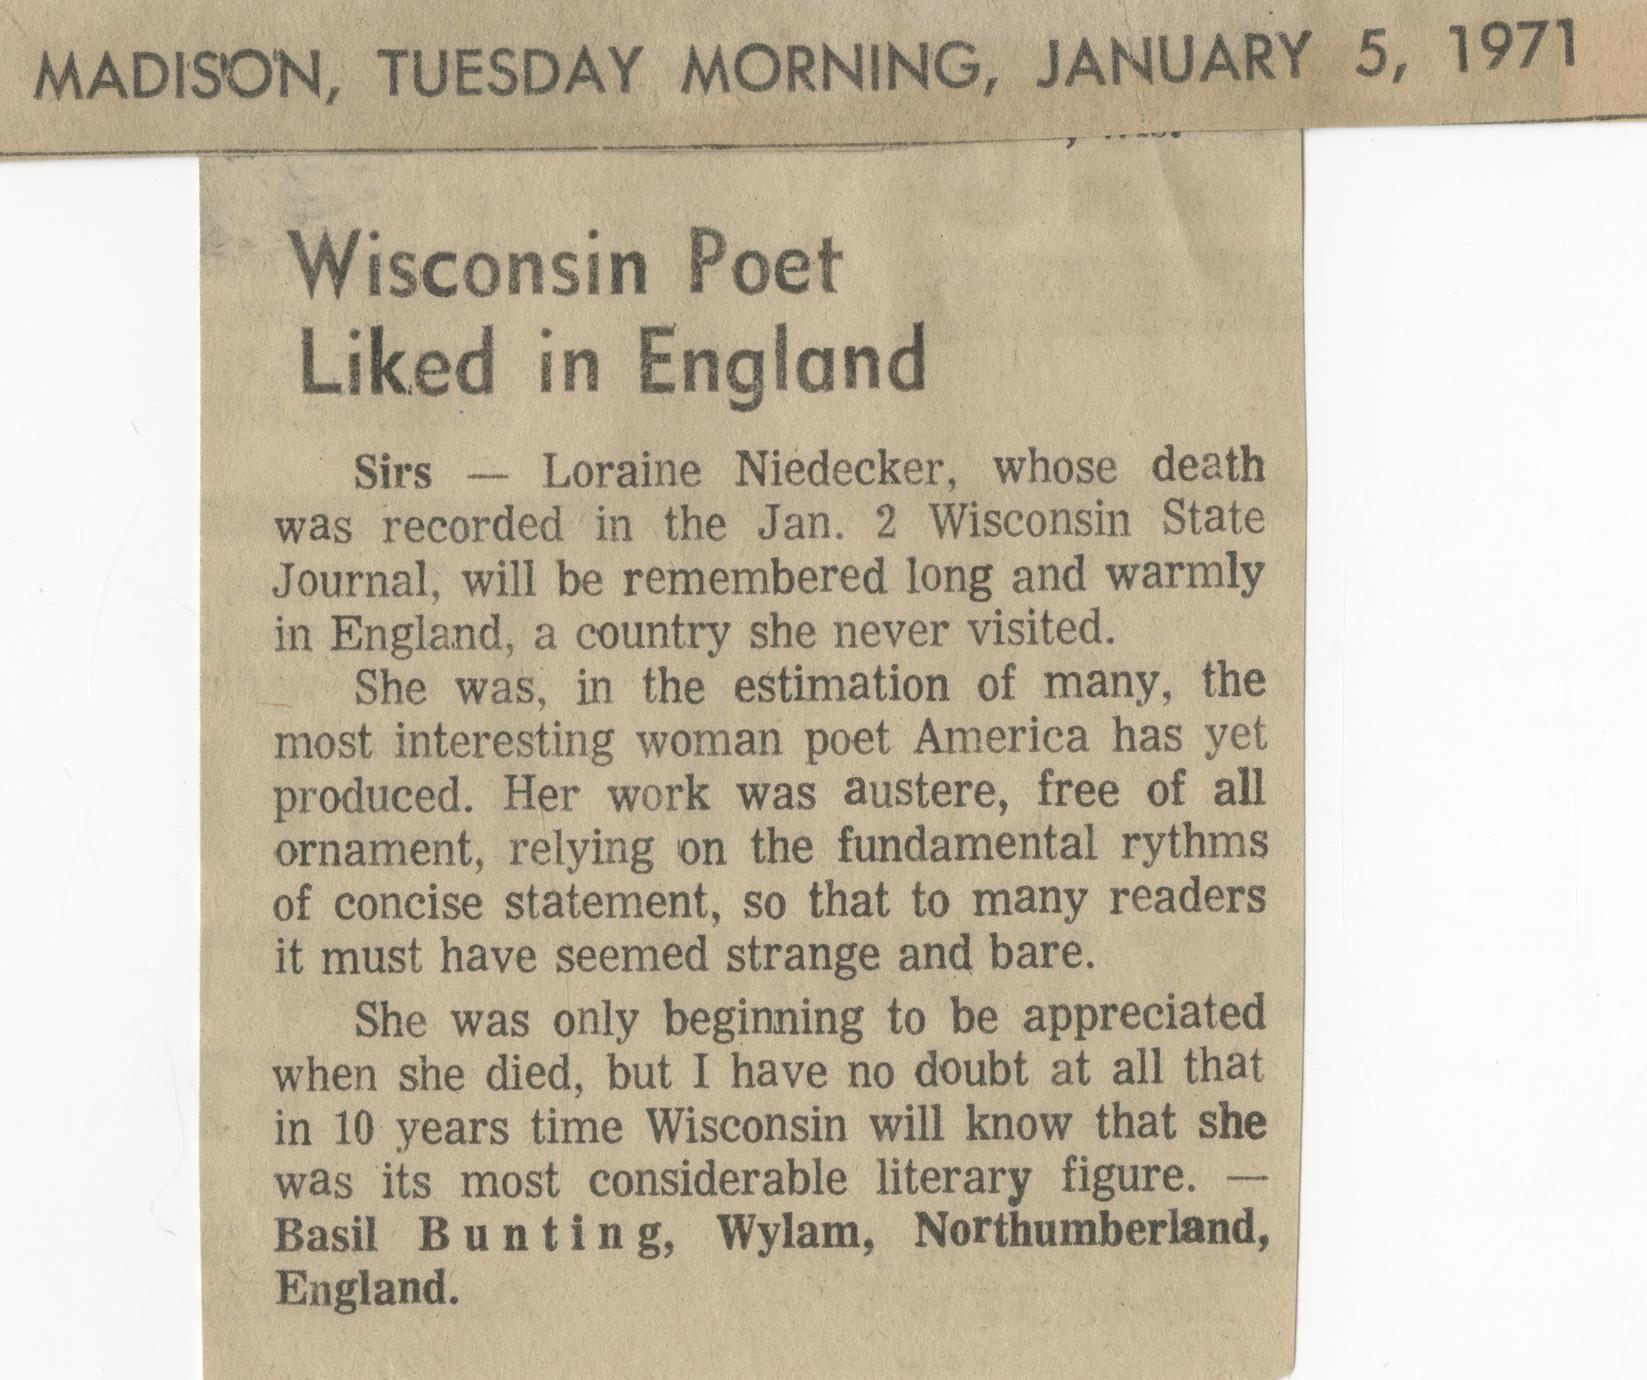 MADISON, TUESDAY MORNING, JANUARY 5, 1971
Wisconsin Poet
Liked in England
Sirs — Loraine Niedecker, whose death
was recorded in the Jan. 2 Wisconsin State
Journal, will be remembered long and warmly
in England, a country she never visited.
She was, in the estimation of many, the
most interesting woman poet America has yet
produced. Her work was austere, free of all
ornament, relying on the fundamental rythms
of concise statement, so that to many readers
it must have seemed strange and bare.
She was only beginning to be appreciated
when she died, but I have no doubt at all that
in 10 years time Wisconsin will know that she
was its most considerable literary figure. —
Basil Bunting, Wylam, Northumberland,
England.